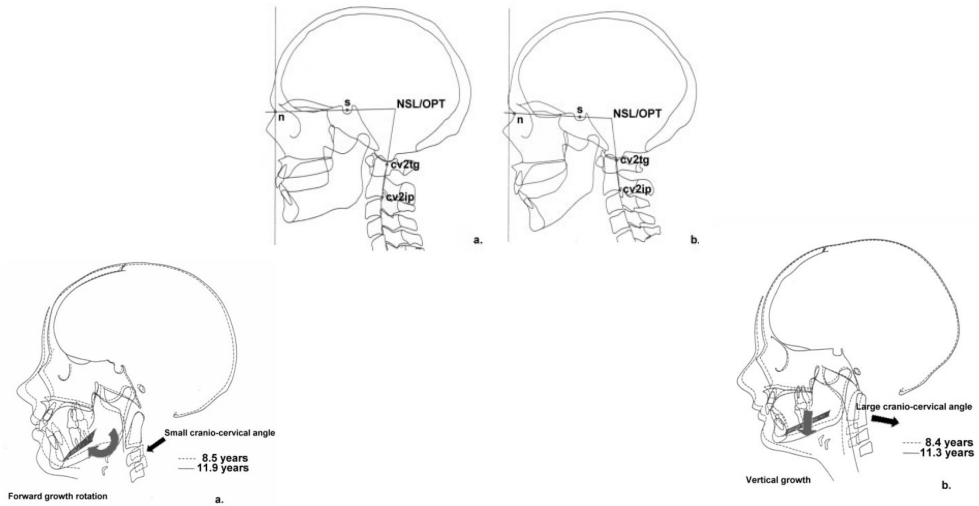 s
NSL/OPT
n
cv2tg
cv2ip
a.
s
NSL/OPT
n
cv2tg
cv2ip
b.
Small cranio-cervical angle
8.5 years
11.9 years
Forward growth rotation
a.
Large cranio-cervical angle
8.4 years
11.3 years
Vertical growth
b.